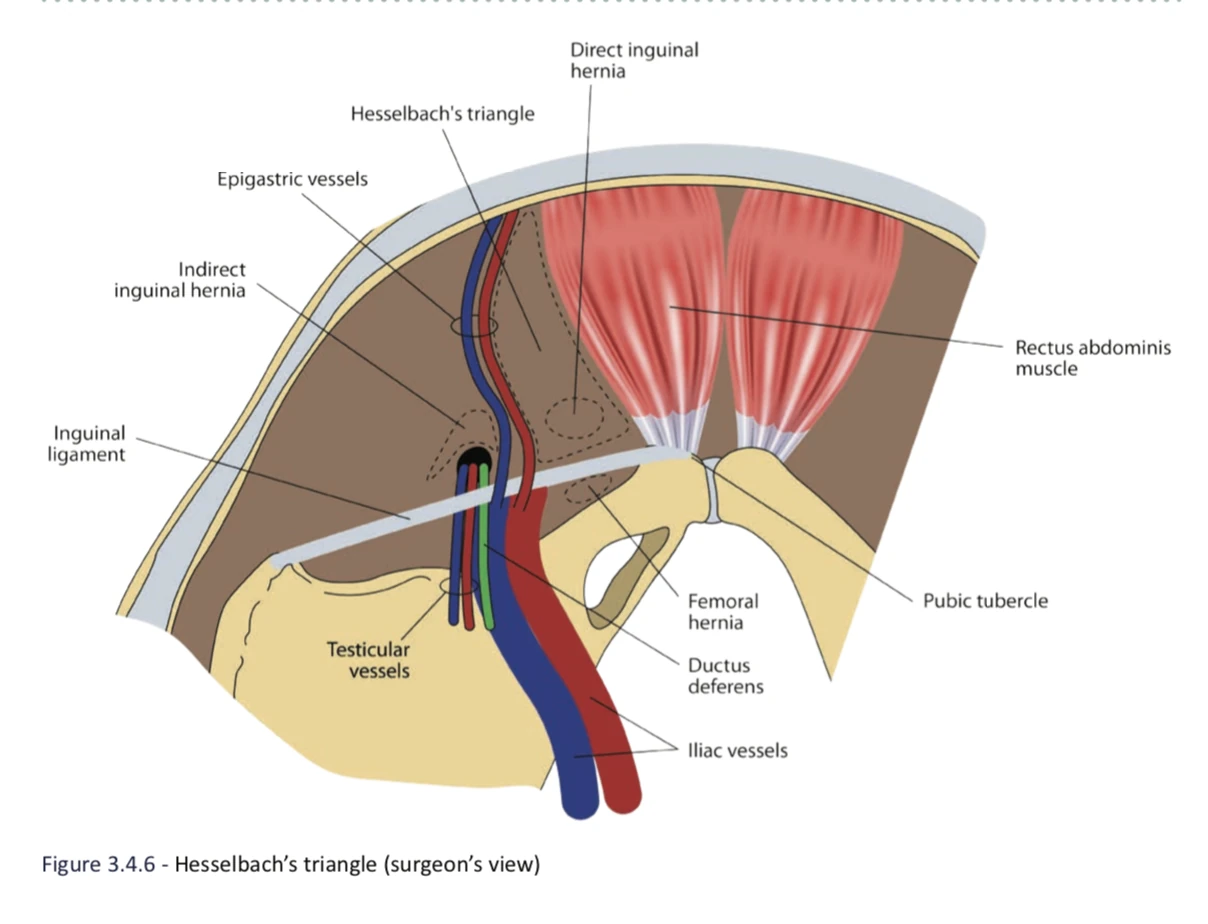 Direct inguinal
hernia
Hesselbach's triangle
Epigastric vessels
Indirect
inguinal hernia
Rectus abdominis
muscle
Inguinal
ligament
Femoral
hernia
Pubic tubercle
Testicular
vessels
Ductus
deferens
Iliac vessels
Figure 3.4.6 - Hesselbach’s triangle (surgeon’s view)